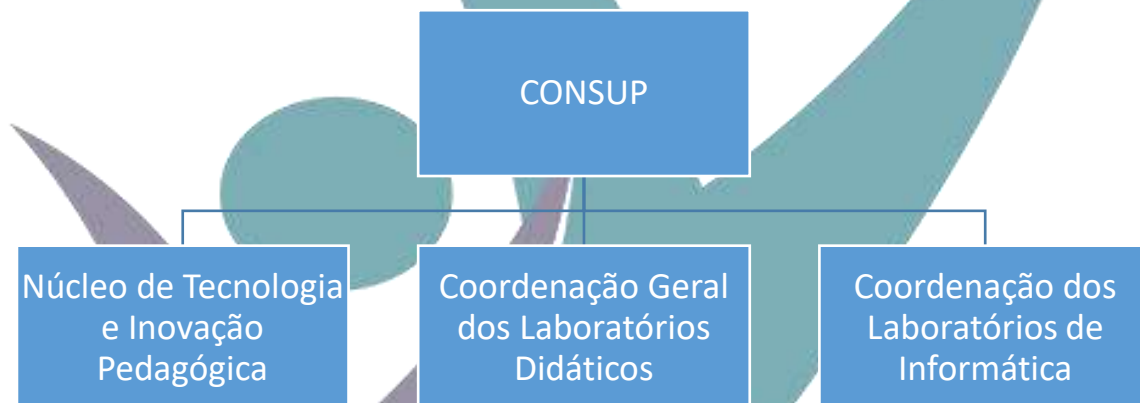 CONSUP
Núcleo de Tecnologia
e Inovação
Pedagógica
Coordenação Geral
dos Laboratórios
Didáticos
Coordenação dos
Laboratórios de
Informática